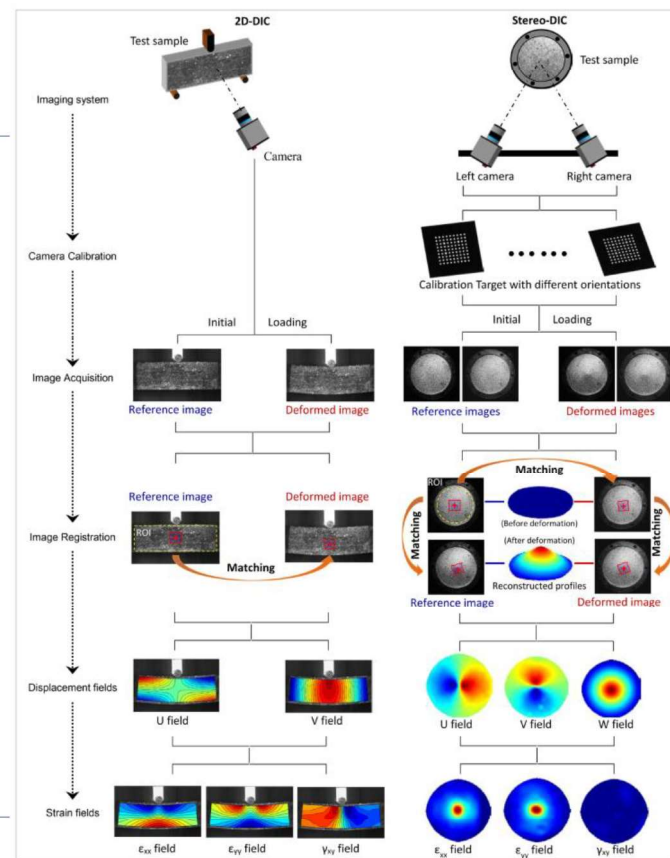 2D-DIC
Stereo-DIC
Test sample
Test sample
Imaging system
Camera
Left camera
Right camera
Camera Calibration
Calibration Target with different orientations
Initial
Loading
Initial
Loading
Image Acquisition
Reference image
Deformed image
Reference images
Deformed images
Matching
Reference image
Deformed image
ROI
ROI
Matching
Matching
(Before deformation)
(After deformation)
Image Registration
Matching
Reconstructed profiles
Reference image
Deformed image
Displacement fields
U field
V field
U field
V field
W field
Strain fields
εxx field
εyy field
γxy field
εxx field
εyy field
γxy field